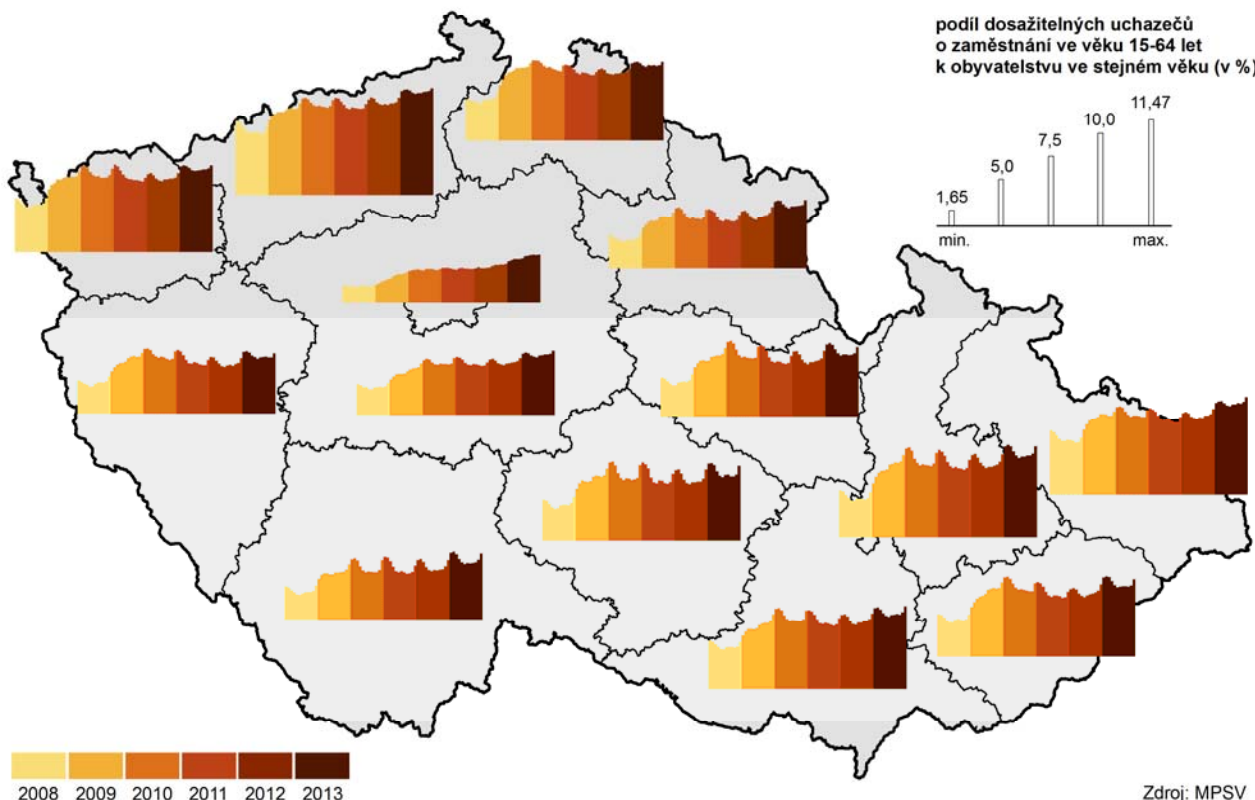 podíl dosažitelných uchazečů
o zaměstnání ve věku 15-64 let
k obyvatelstvu ve stejném věku (v %)
11,47
10,0
7,5
5,0
1,65
min.
max.
2008 2009 2010 2011 2012 2013
Zdroj: MPSV